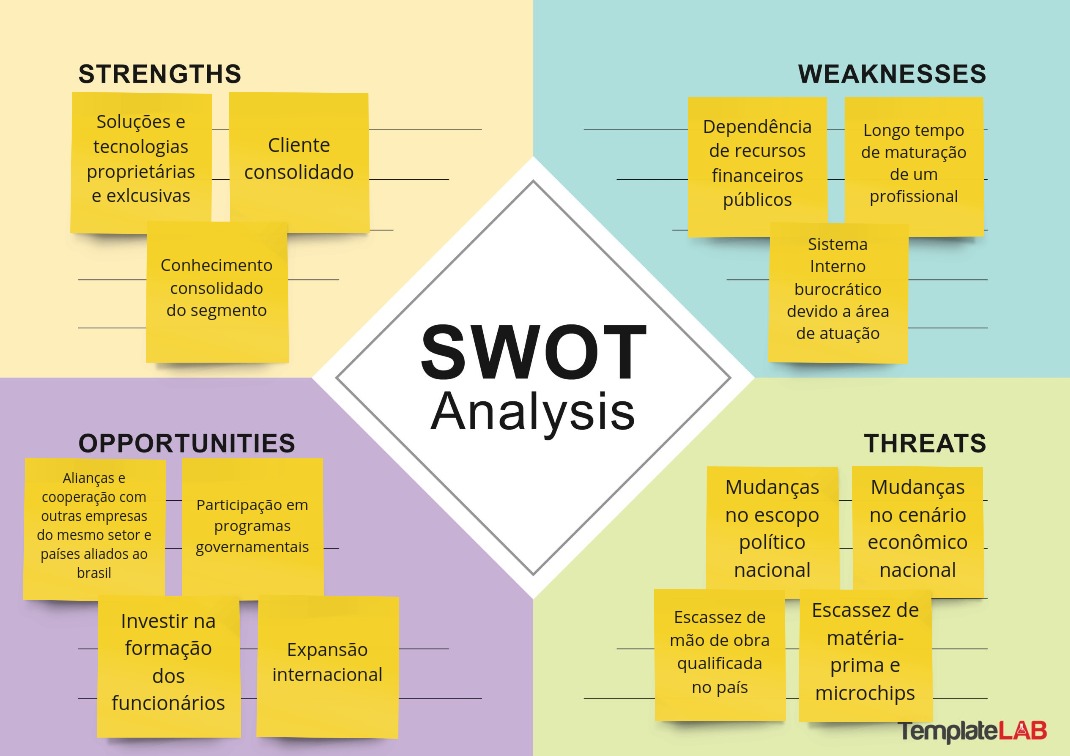 STRENGTHS
Soluções e
tecnologias
proprietárias
e exlcusivas
Cliente
consolidado
Conhecimento
consolidado
do segmento
WEAKNESSES
Dependência
de recursos
financeiros
públicos
Longo tempo
de maturação
de um
profissional
Sistema
Interno
burocrático
devido a área
de atuação
SWOT
Analysis
OPPORTUNITIES
Alianças e
cooperação com
outras empresas
do mesmo setor e
países aliados ao
brasil
Participação em
programas
governamentais
Investir na
formação
dos
funcionários
Expansão
internacional
THREATS
Mudanças
no escopo
político
nacional
Mudanças
no cenário
econômico
nacional
Escassez de
mão de obra
qualificada
no país
Escassez de
matéria-
prima e
microchips
TemplateLAB